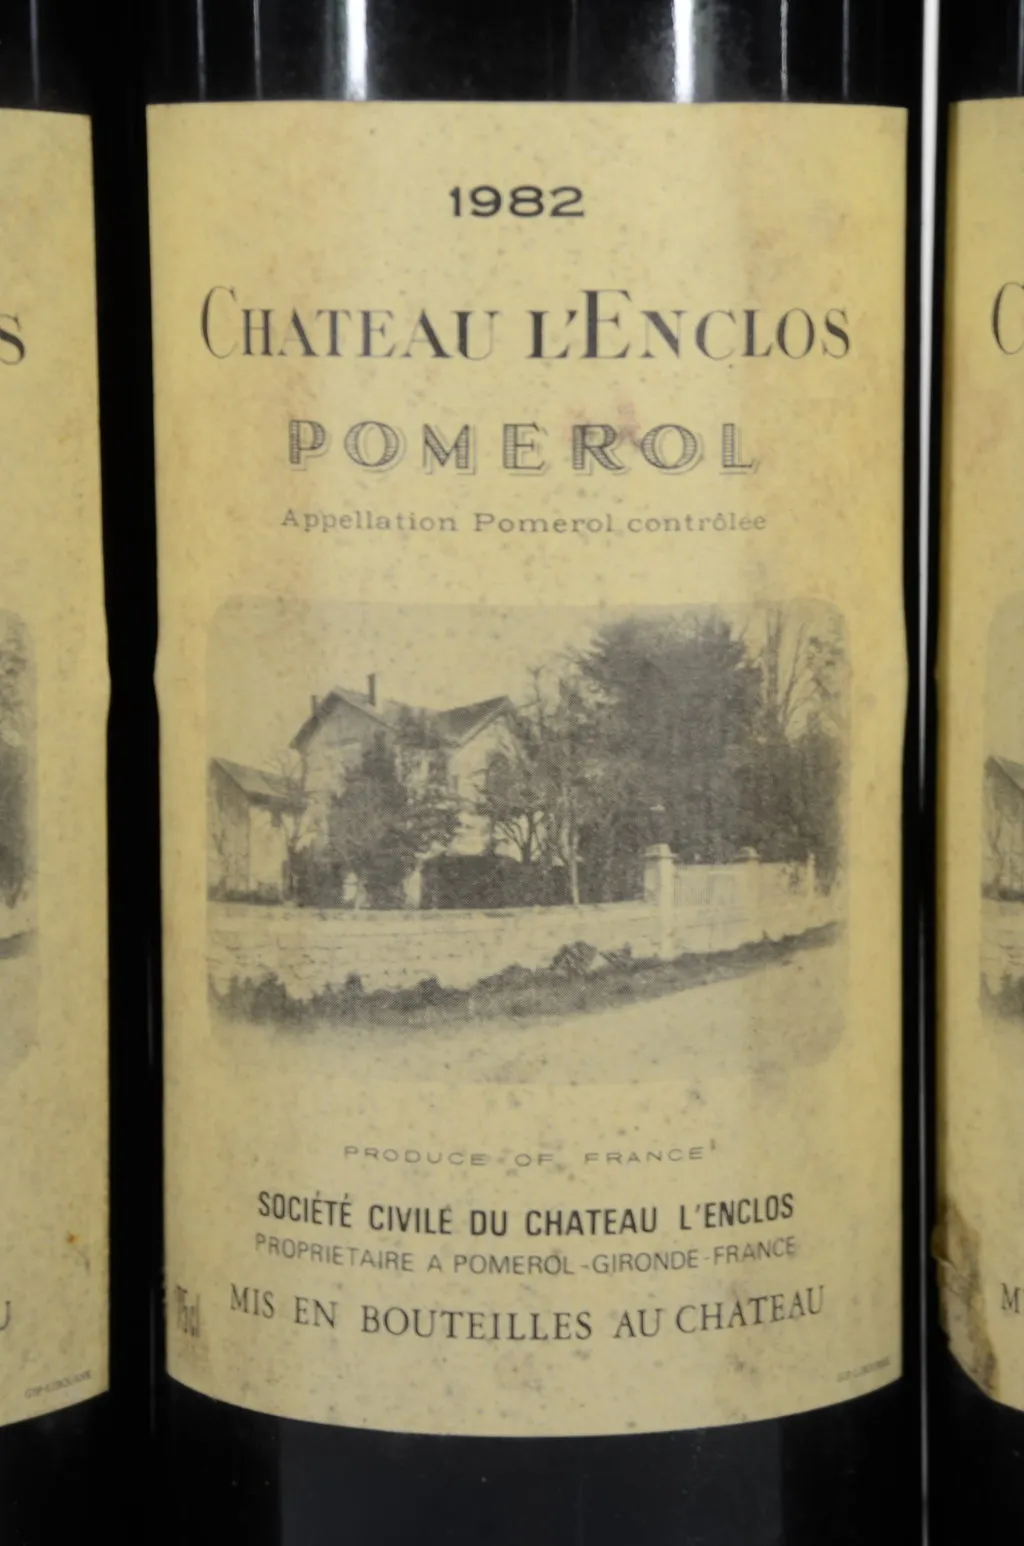 1982
CHATEAU L'ENCLOS
POMEROL
Appellation Pomerol contrôlée
PRODUCE OF FRANCE
SOCIÉTÉ CIVILE DU CHATEAU L'ENCLOS
PROPRIETAIRE A POMEROL-GIRONDE-FRANCE
75cl
MIS EN BOUTEILLES AU CHATEAU
S
U
C
M